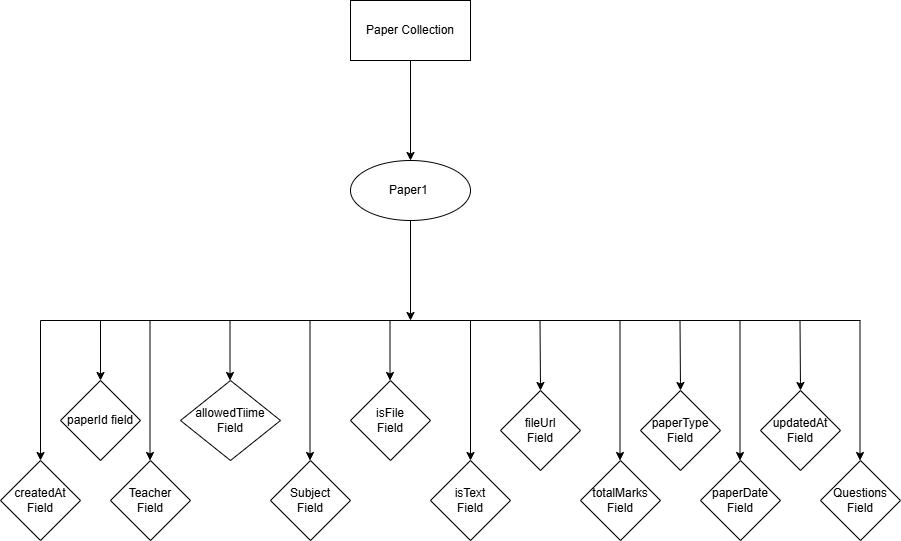 Paper Collection
Paper1
paperId field
allowedTiime
Field
isFile
Field
fileUrl
Field
paperType
Field
updatedAt
Field
createdAt
Field
Teacher
Field
Subject
Field
isText
Field
totalMarks
Field
paperDate
Field
Questions
Field